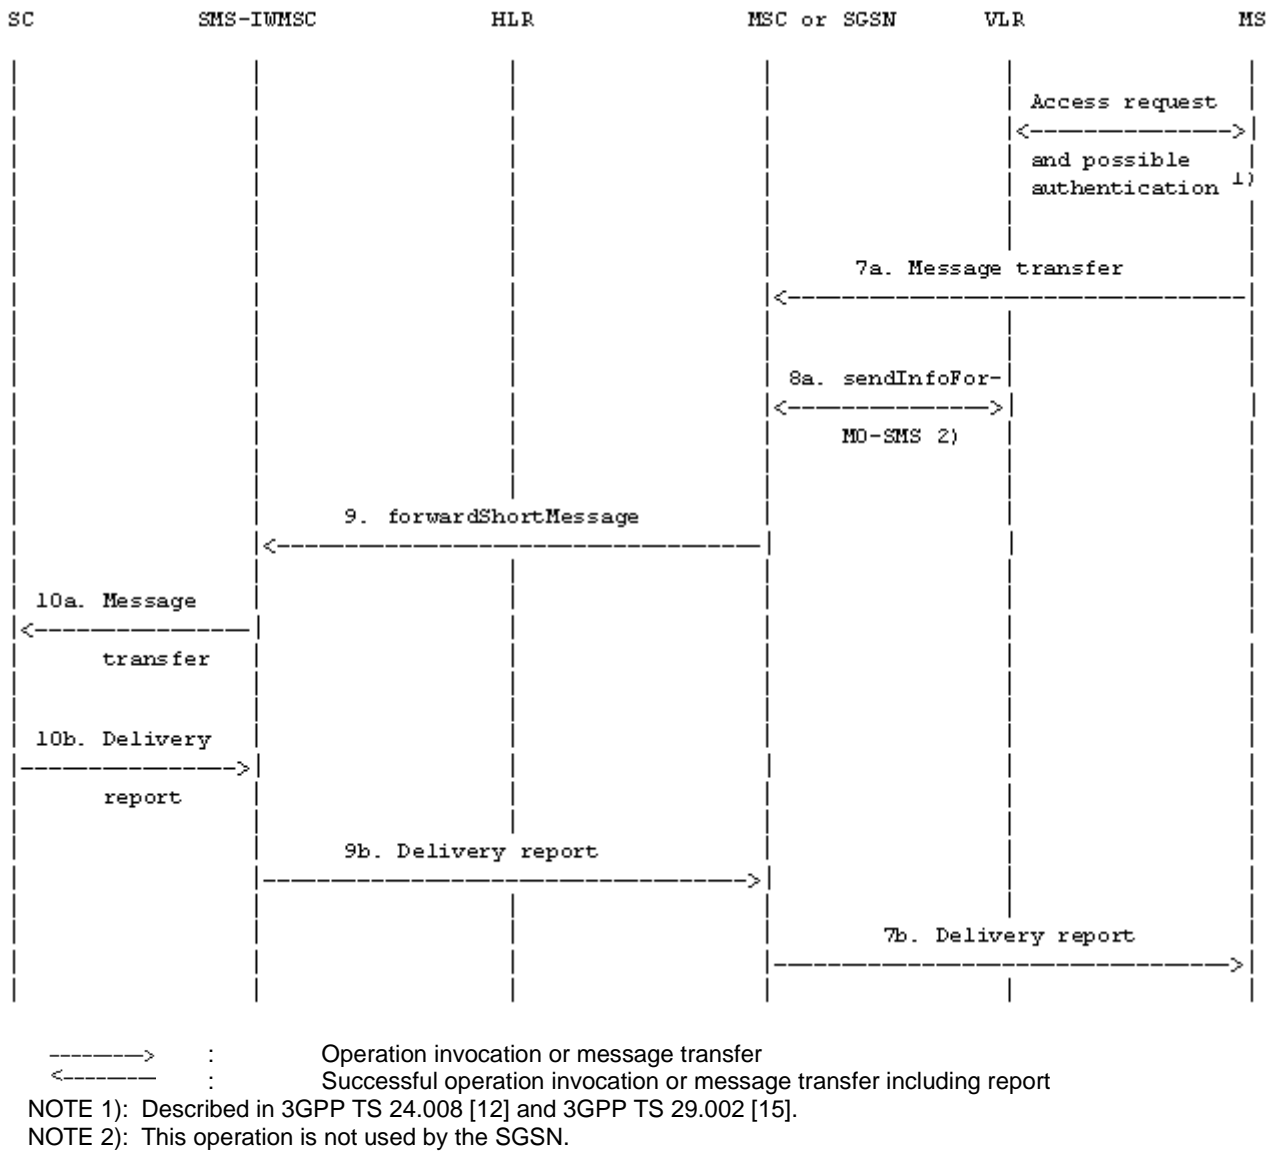 SC SMS-IWMSC HLR MSC or SGSN VLR MS
Access request
and possible
authentication 1)
7a. Message transfer
8a. sendInfoFor-
MO-SMS 2)
9. forwardShortMessage
10a. Message
transfer
10b. Delivery
report
9b. Delivery report
7b. Delivery report
: Operation invocation or message transfer
: Successful operation invocation or message transfer including report
NOTE 1): Described in 3GPP TS 24.008 [12] and 3GPP TS 29.002 [15].
NOTE 2): This operation is not used by the SGSN.